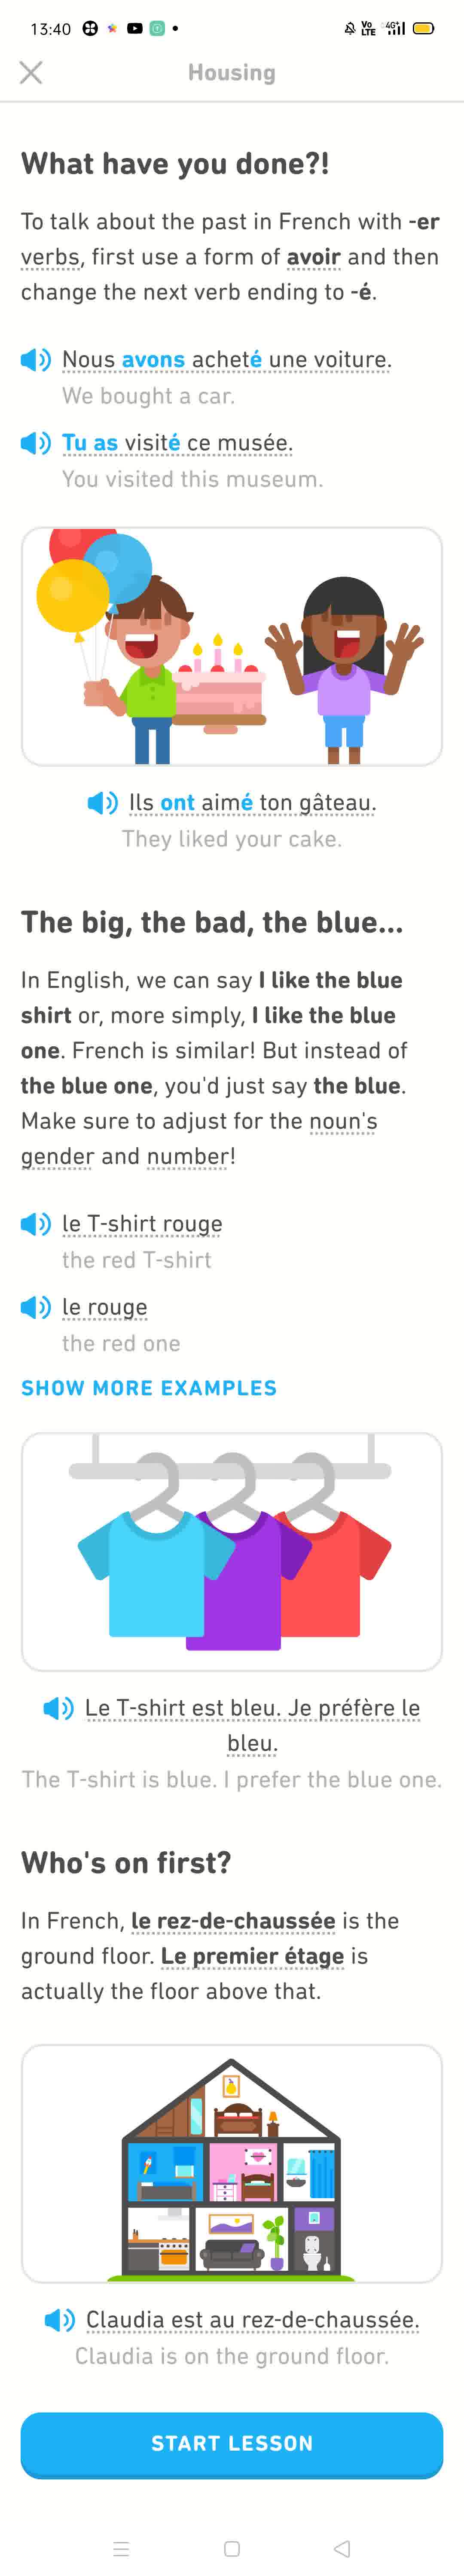 13:40
Vo
LTE
4G+
Housing
What have you done?!
To talk about the past in French with -er
verbs, first use a form of avoir and then
change the next verb ending to -é.
Nous avons acheté une voiture.
We bought a car.
Tu as visité ce musée.
You visited this museum.
Ils ont aimé ton gâteau.
They liked your cake.
The big, the bad, the blue...
In English, we can say I like the blue
shirt or, more simply, I like the blue
one. French is similar! But instead of
the blue one, you'd just say the blue.
Make sure to adjust for the noun's
gender and number!
le T-shirt rouge
the red T-shirt
le rouge
the red one
SHOW MORE EXAMPLES
Le T-shirt est bleu. Je préfère le
bleu.
The T-shirt is blue. I prefer the blue one.
Who's on first?
In French, le rez-de-chaussée is the
ground floor. Le premier étage is
actually the floor above that.
Claudia est au rez-de-chaussée.
Claudia is on the ground floor.
START LESSON